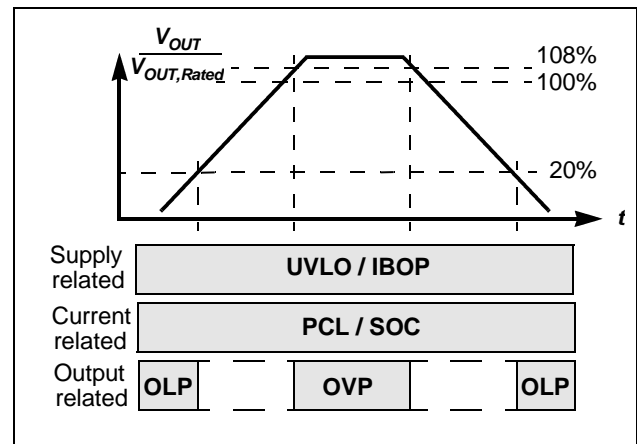 V_OUT
V_OUT,Rated
108%
100%
20%
t
Supply
related
UVLO / IBOP
Current
related
PCL / SOC
Output
related
OLP
OVP
OLP